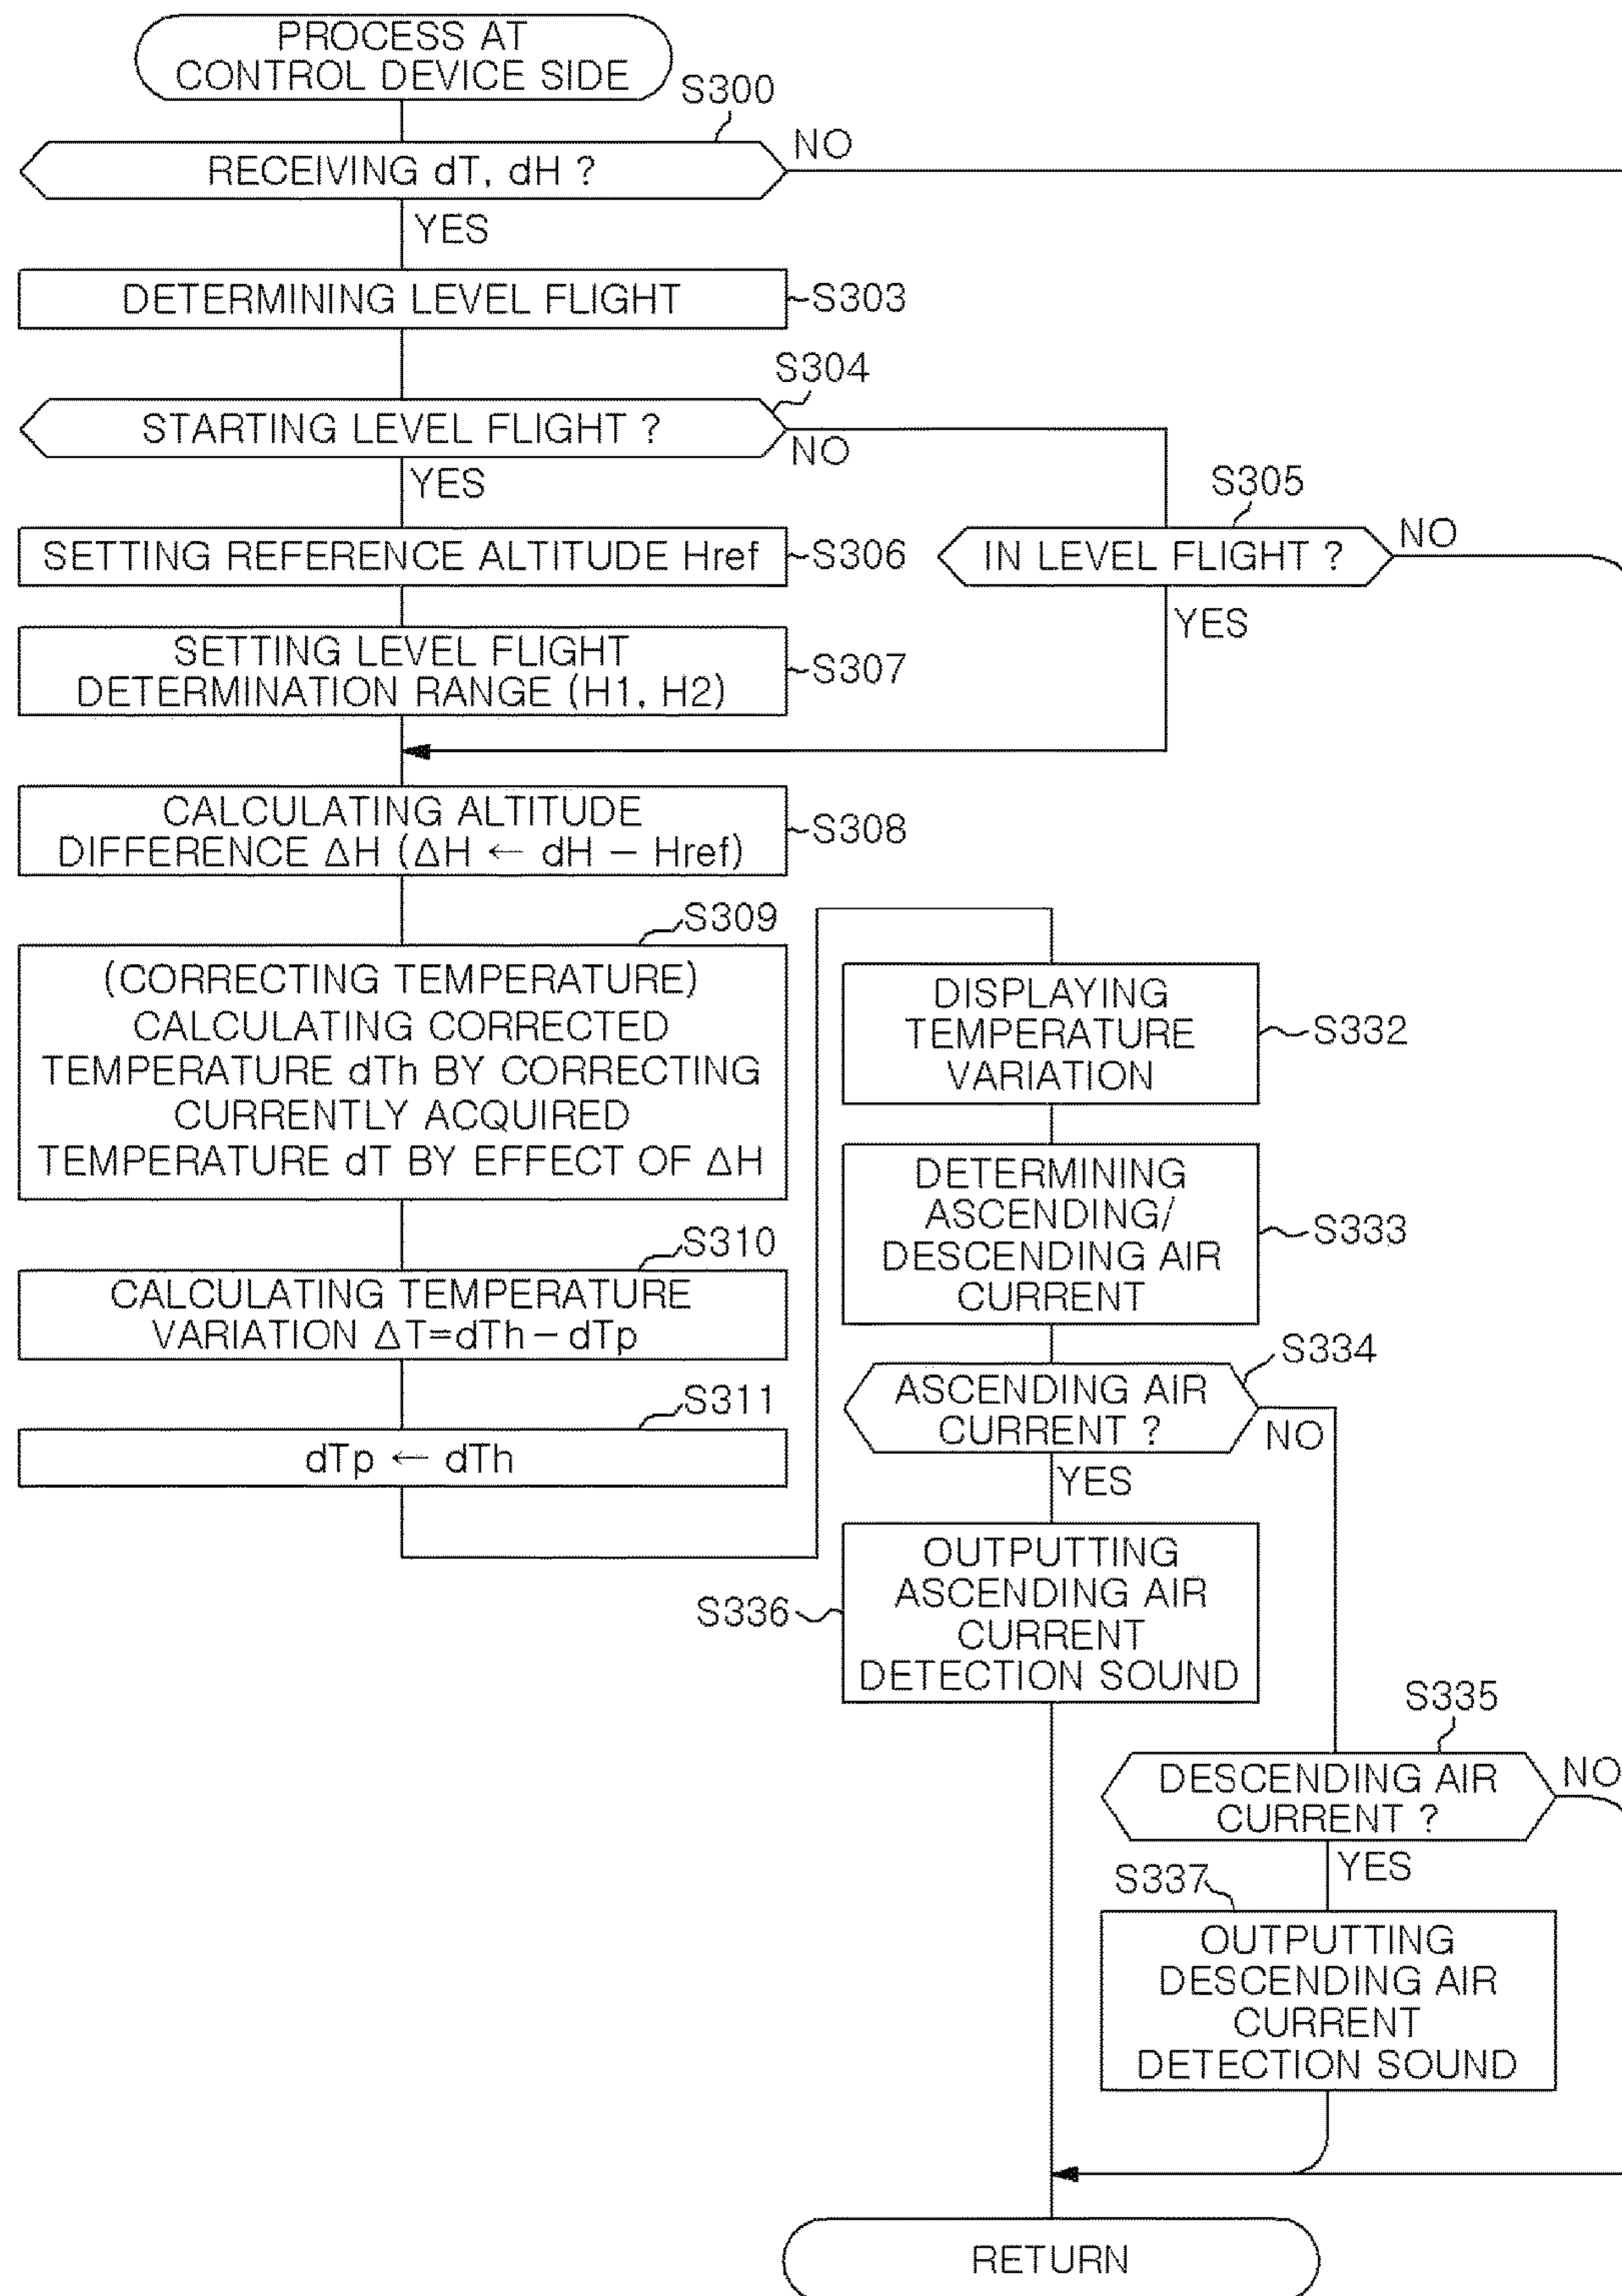 PROCESS AT
CONTROL DEVICE SIDE
S300
RECEIVING dT, dH ?
NO
YES
DETERMINING LEVEL FLIGHT
S303
S304
STARTING LEVEL FLIGHT ?
NO
YES
S305
IN LEVEL FLIGHT ?
NO
YES
SETTING REFERENCE ALTITUDE Href
S306
SETTING LEVEL FLIGHT
DETERMINATION RANGE (H1, H2)
S307
CALCULATING ALTITUDE
DIFFERENCE ΔH (ΔH ← dH − Href)
S308
S309
(CORRECTING TEMPERATURE)
CALCULATING CORRECTED
TEMPERATURE dTh BY CORRECTING
CURRENTLY ACQUIRED
TEMPERATURE dT BY EFFECT OF ΔH
S310
CALCULATING TEMPERATURE
VARIATION ΔT=dTh−dTp
S311
dTp ← dTh
DISPLAYING
TEMPERATURE
VARIATION
S332
DETERMINING
ASCENDING/
DESCENDING AIR
CURRENT
S333
S334
ASCENDING AIR
CURRENT ?
NO
YES
S336
OUTPUTTING
ASCENDING AIR
CURRENT
DETECTION SOUND
S335
DESCENDING AIR
CURRENT ?
NO
YES
S337
OUTPUTTING
DESCENDING AIR
CURRENT
DETECTION SOUND
RETURN